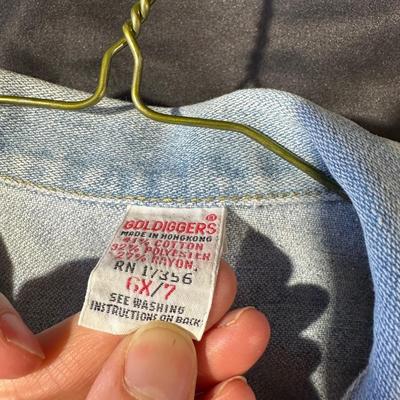 GOLDIGGERS®
MADE IN HONGKONG
41% COTTON
32% POLYESTER
27% RAYON
RN 17356
6X/7
SEE WASHING
INSTRUCTIONS ON BACK